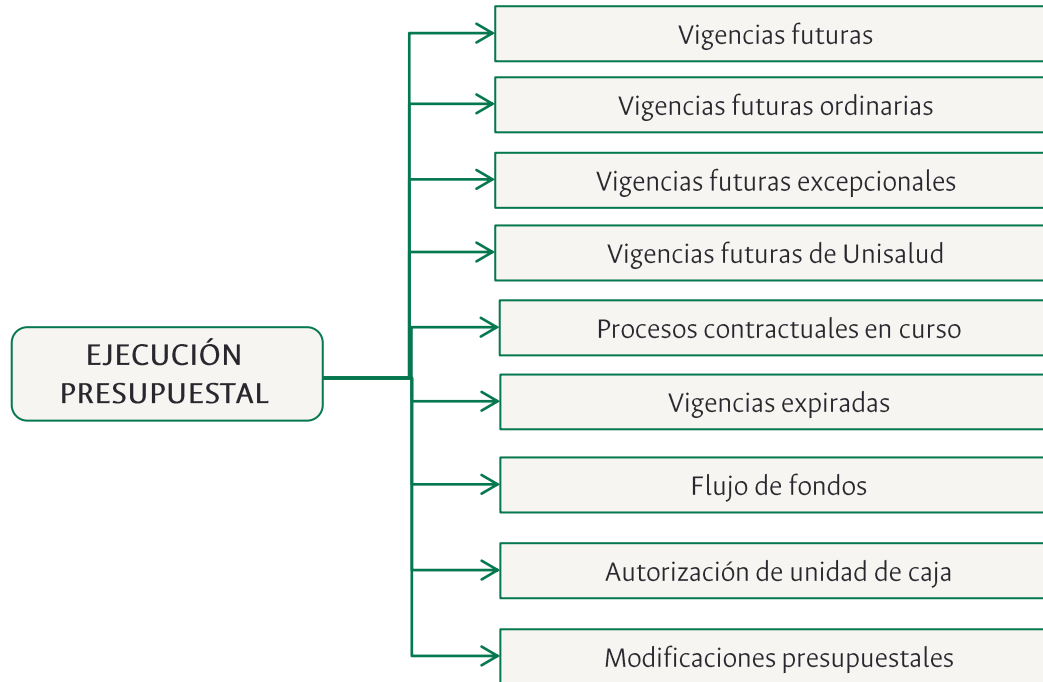 Vigencias futuras
Vigencias futuras ordinarias
Vigencias futuras excepcionales
Vigencias futuras de Unisalud
Procesos contractuales en curso
EJECUCIÓN
PRESUPUESTAL
Vigencias expiradas
Flujo de fondos
Autorización de unidad de caja
Modificaciones presupuestales